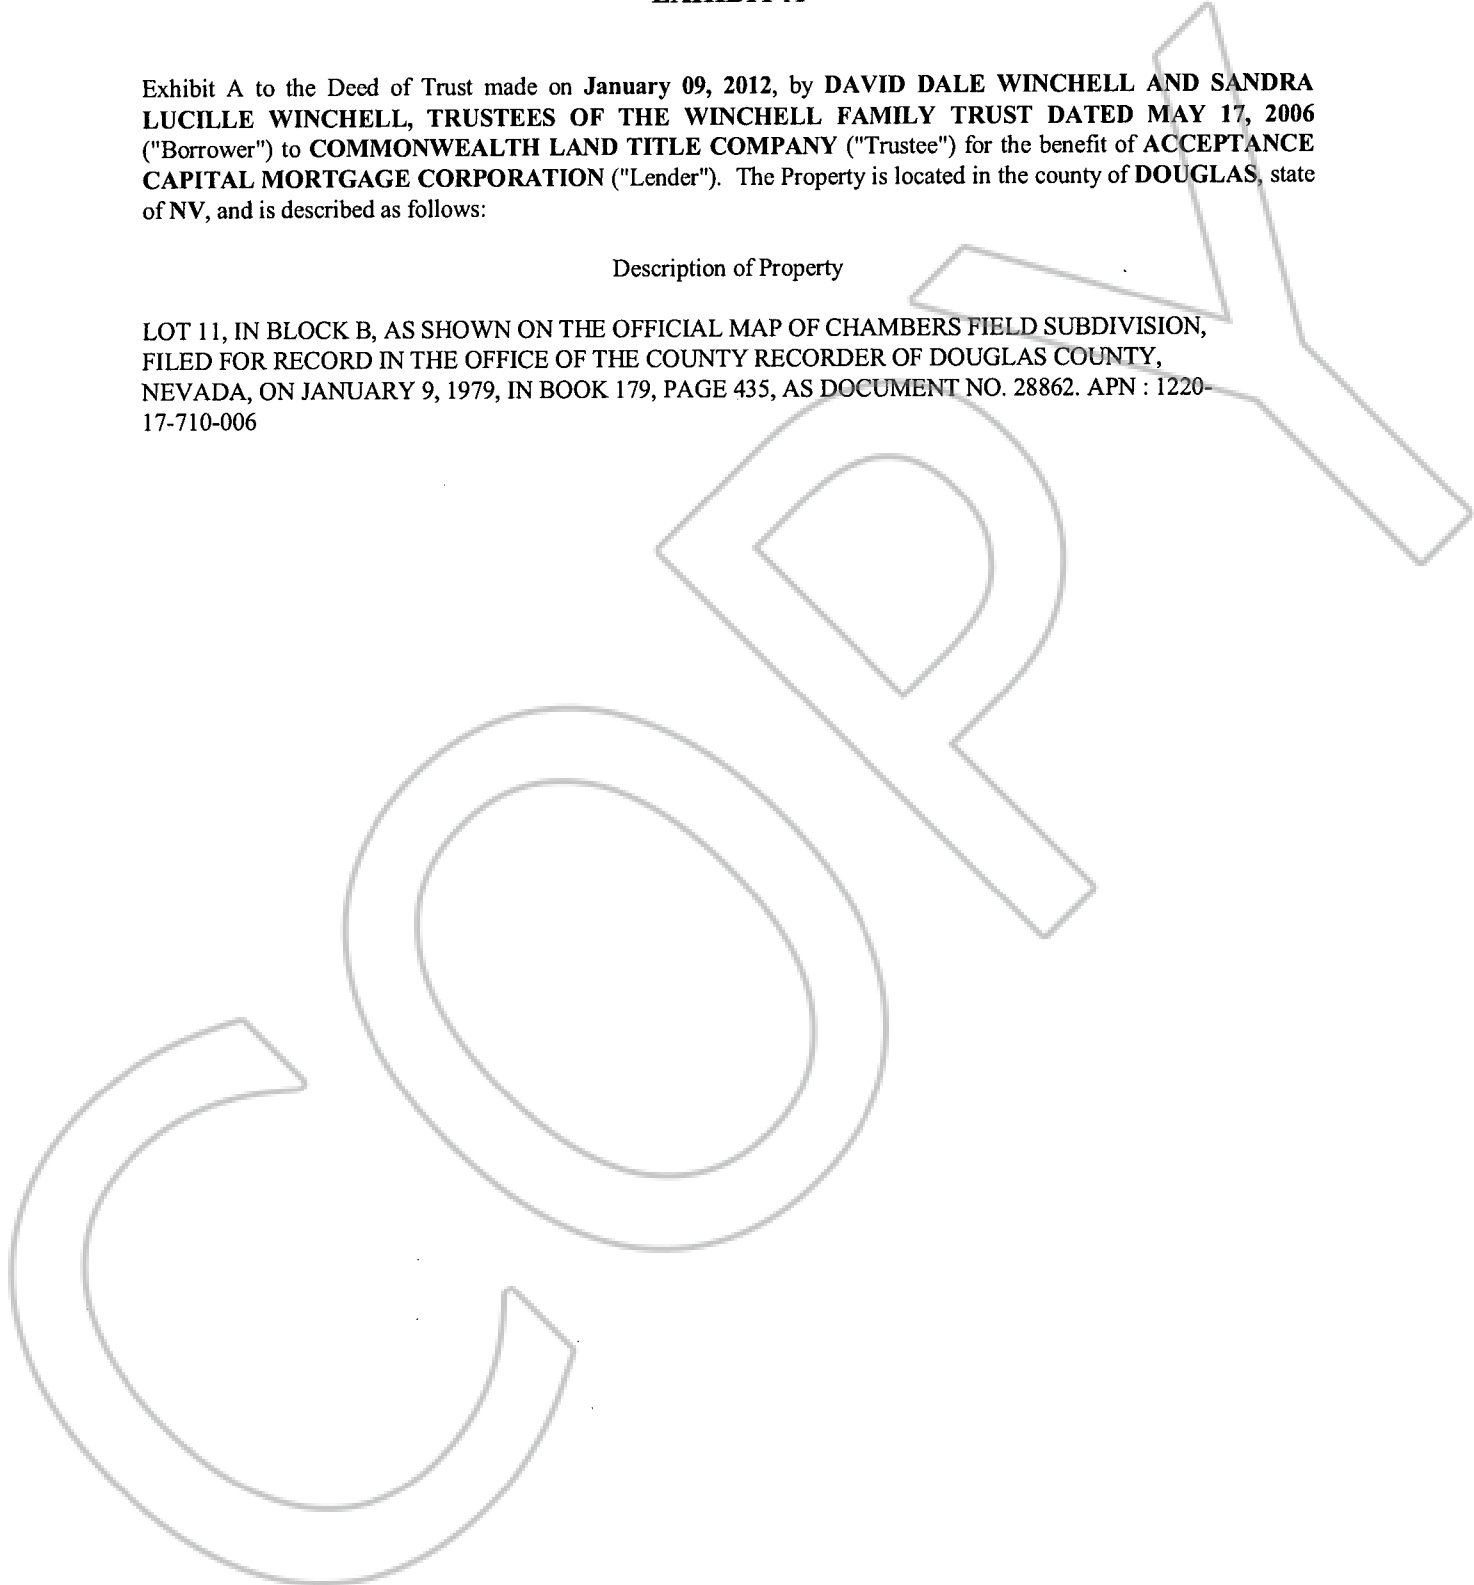 Exhibit A to the Deed of Trust made on January 09, 2012, by DAVID DALE WINCHELL AND SANDRA
LUCILLE WINCHELL, TRUSTEES OF THE WINCHELL FAMILY TRUST DATED MAY 17, 2006
("Borrower") to COMMONWEALTH LAND TITLE COMPANY ("Trustee") for the benefit of ACCEPTANCE
CAPITAL MORTGAGE CORPORATION ("Lender"). The Property is located in the county of DOUGLAS, state
of NV, and is described as follows:
Description of Property
LOT 11, IN BLOCK B, AS SHOWN ON THE OFFICIAL MAP OF CHAMBERS FIELD SUBDIVISION,
FILED FOR RECORD IN THE OFFICE OF THE COUNTY RECORDER OF DOUGLAS COUNTY,
NEVADA, ON JANUARY 9, 1979, IN BOOK 179, PAGE 435, AS DOCUMENT NO. 28862. APN : 1220-
17-710-006
COPY